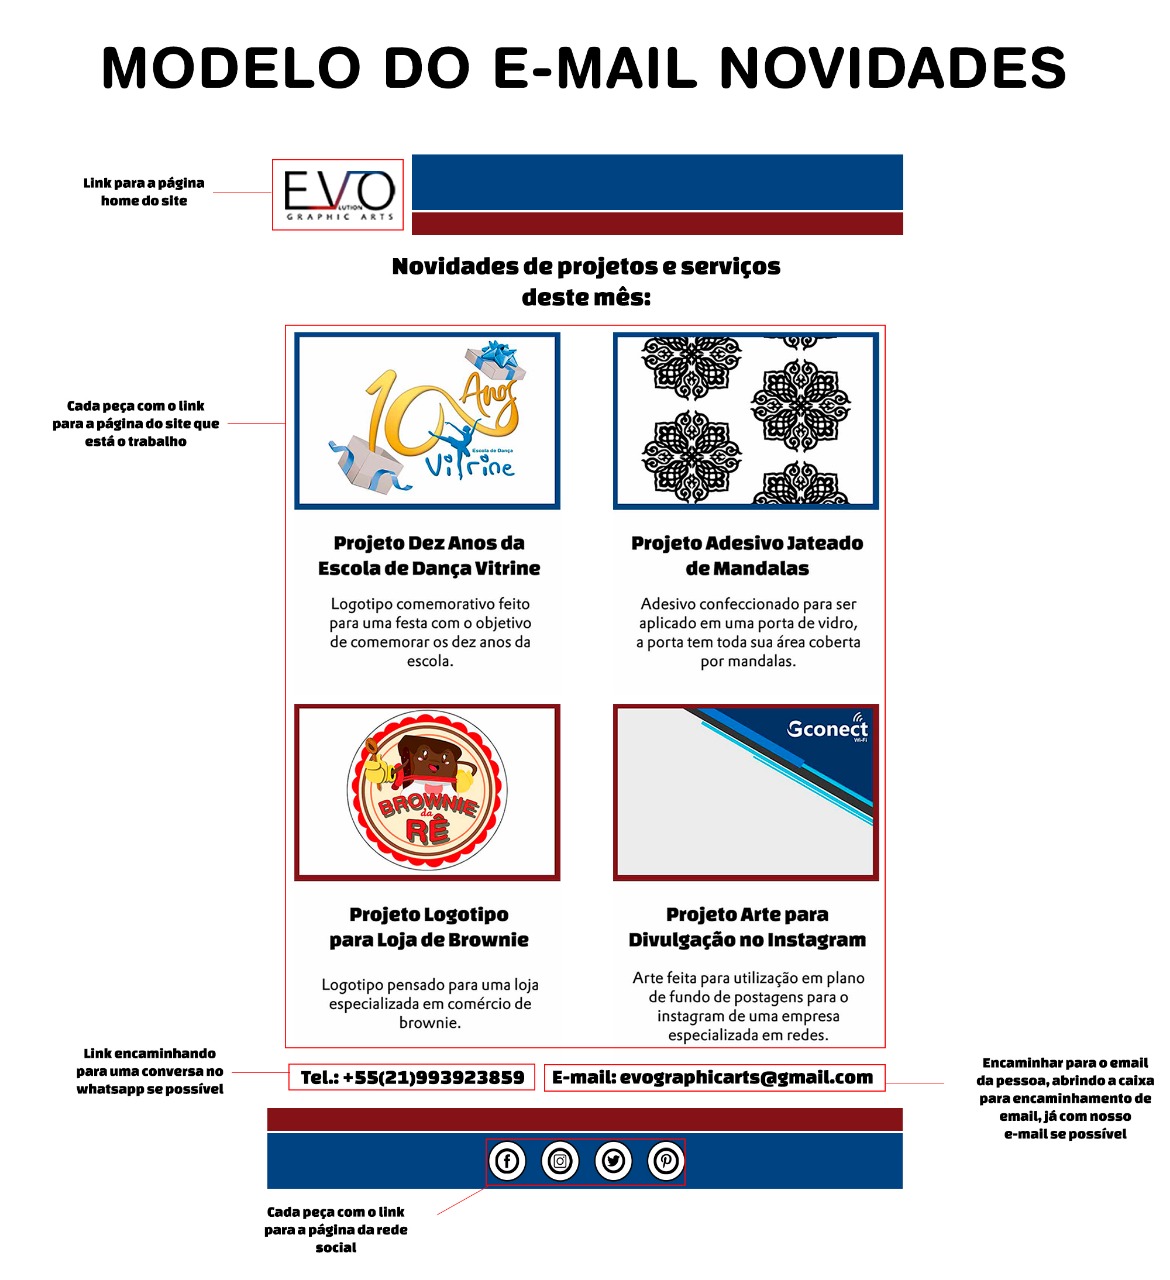 MODELO DO E-MAIL NOVIDADES
Link para a página
home do site
EVO
LUTION
GRAPHIC ARTS
Novidades de projetos e serviços
deste mês:
Cada peça com o link
para a página do site que
está o trabalho
10 Anos
Escola de Dança
Vitrine
Projeto Dez Anos da
Escola de Dança Vitrine
Logotipo comemorativo feito
para uma festa com o objetivo
de comemorar os dez anos da
escola.
Projeto Adesivo Jateado
de Mandalas
Adesivo confeccionado para ser
aplicado em uma porta de vidro,
a porta tem toda sua área coberta
por mandalas.
BROWNIE
da
RÊ
Projeto Logotipo
para Loja de Brownie
Logotipo pensado para uma loja
especializada em comércio de
brownie.
Gconect
Wi-Fi
Projeto Arte para
Divulgação no Instagram
Arte feita para utilização em plano
de fundo de postagens para o
instagram de uma empresa
especializada em redes.
Link encaminhando
para uma conversa no
whatsapp se possível
Tel.: +55(21)993923859
E-mail: evographicarts@gmail.com
Encaminhar para o email
da pessoa, abrindo a caixa
para encaminhamento de
email, já com nosso
e-mail se possível
Cada peça com o link
para a página da rede
social